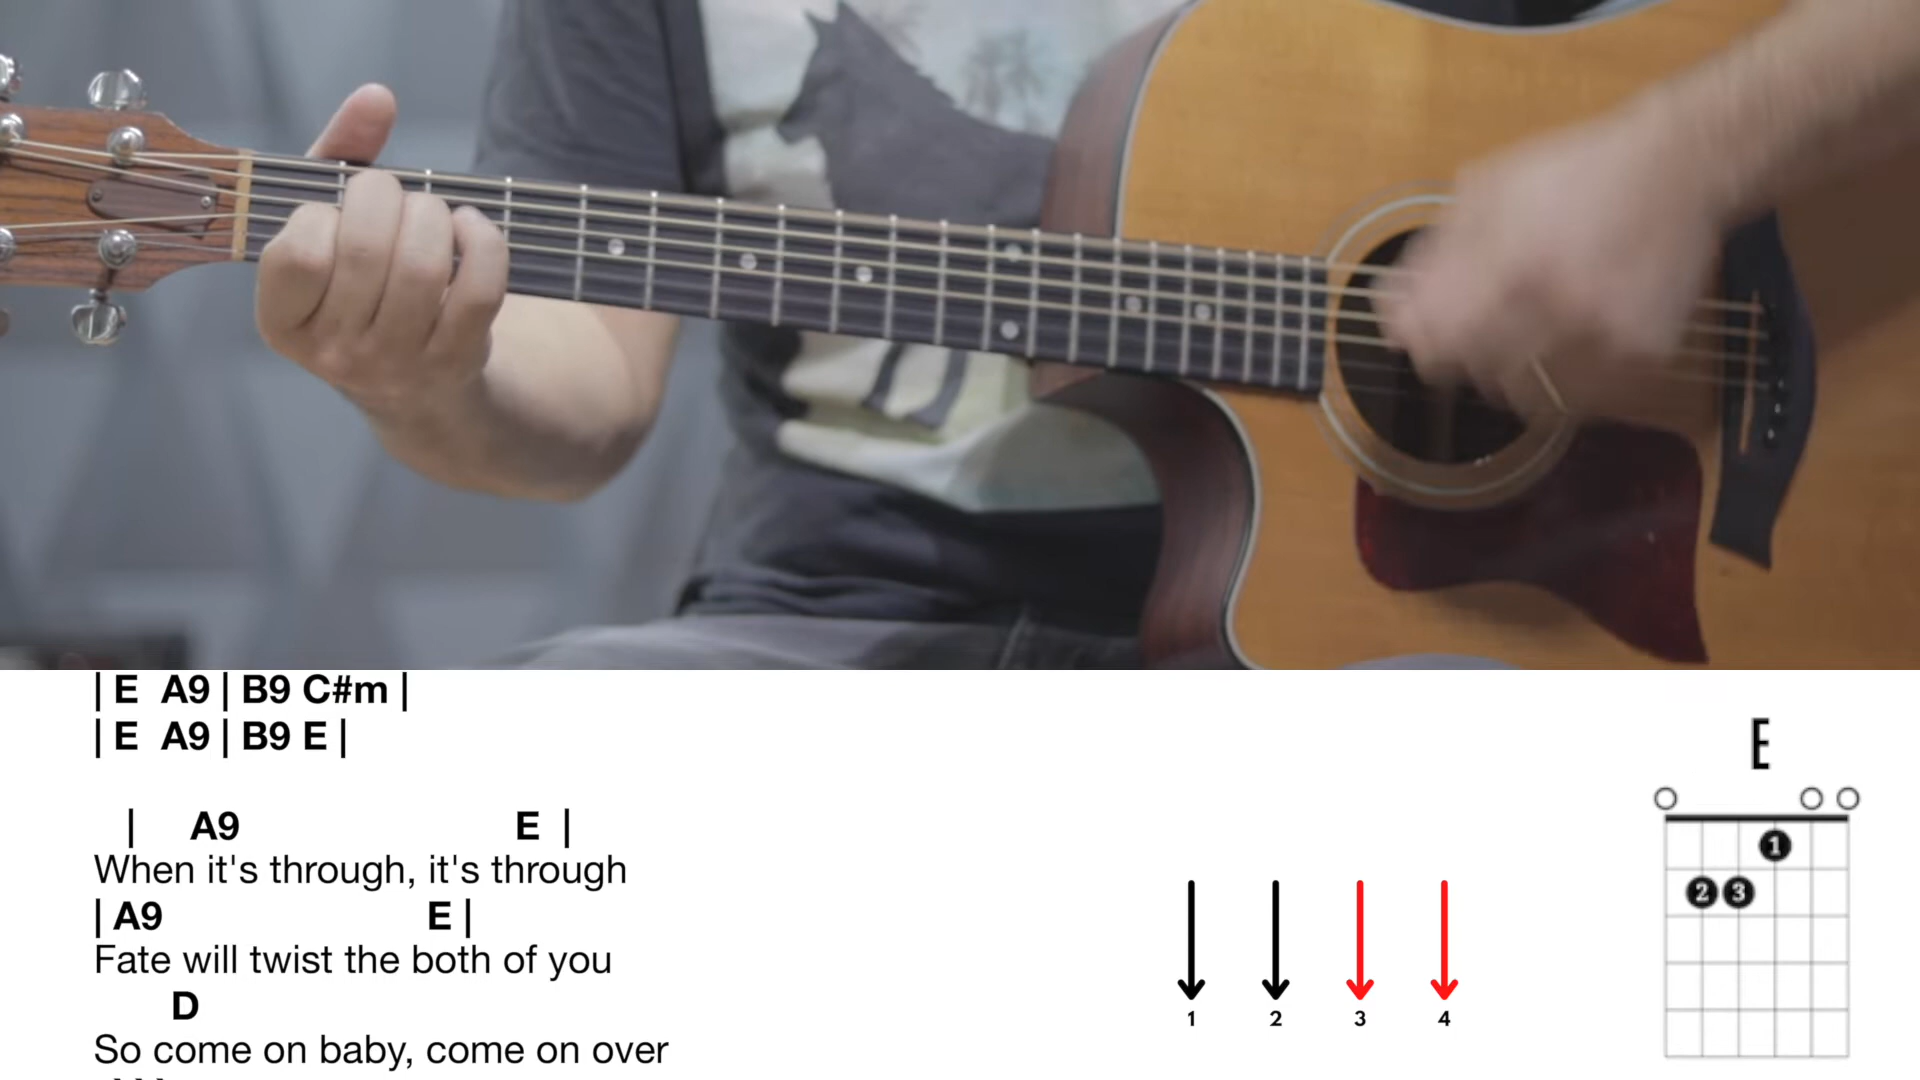 | E  A9 | B9 C#m |
| E  A9 | B9 E |
|     A9                         E  |
When it's through, it's through
| A9                        E |
Fate will twist the both of you
D
So come on baby, come on over
E
1
2 3
1 2 3 4